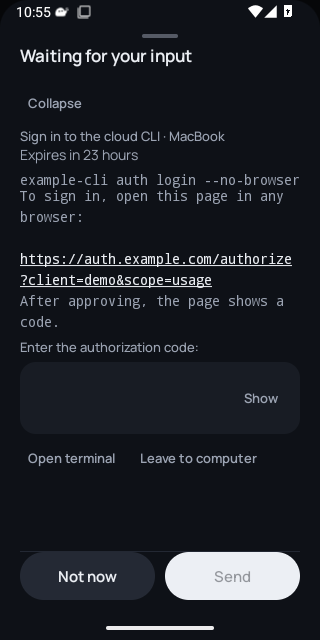 10:55
Waiting for your input
Collapse
Sign in to the cloud CLI · MacBook
Expires in 23 hours
example-cli auth login --no-browser
To sign in, open this page in any
browser:
https://auth.example.com/authorize
?client=demo&scope=usage
After approving, the page shows a
code.
Enter the authorization code:
Show
Open terminal Leave to computer
Not now Send